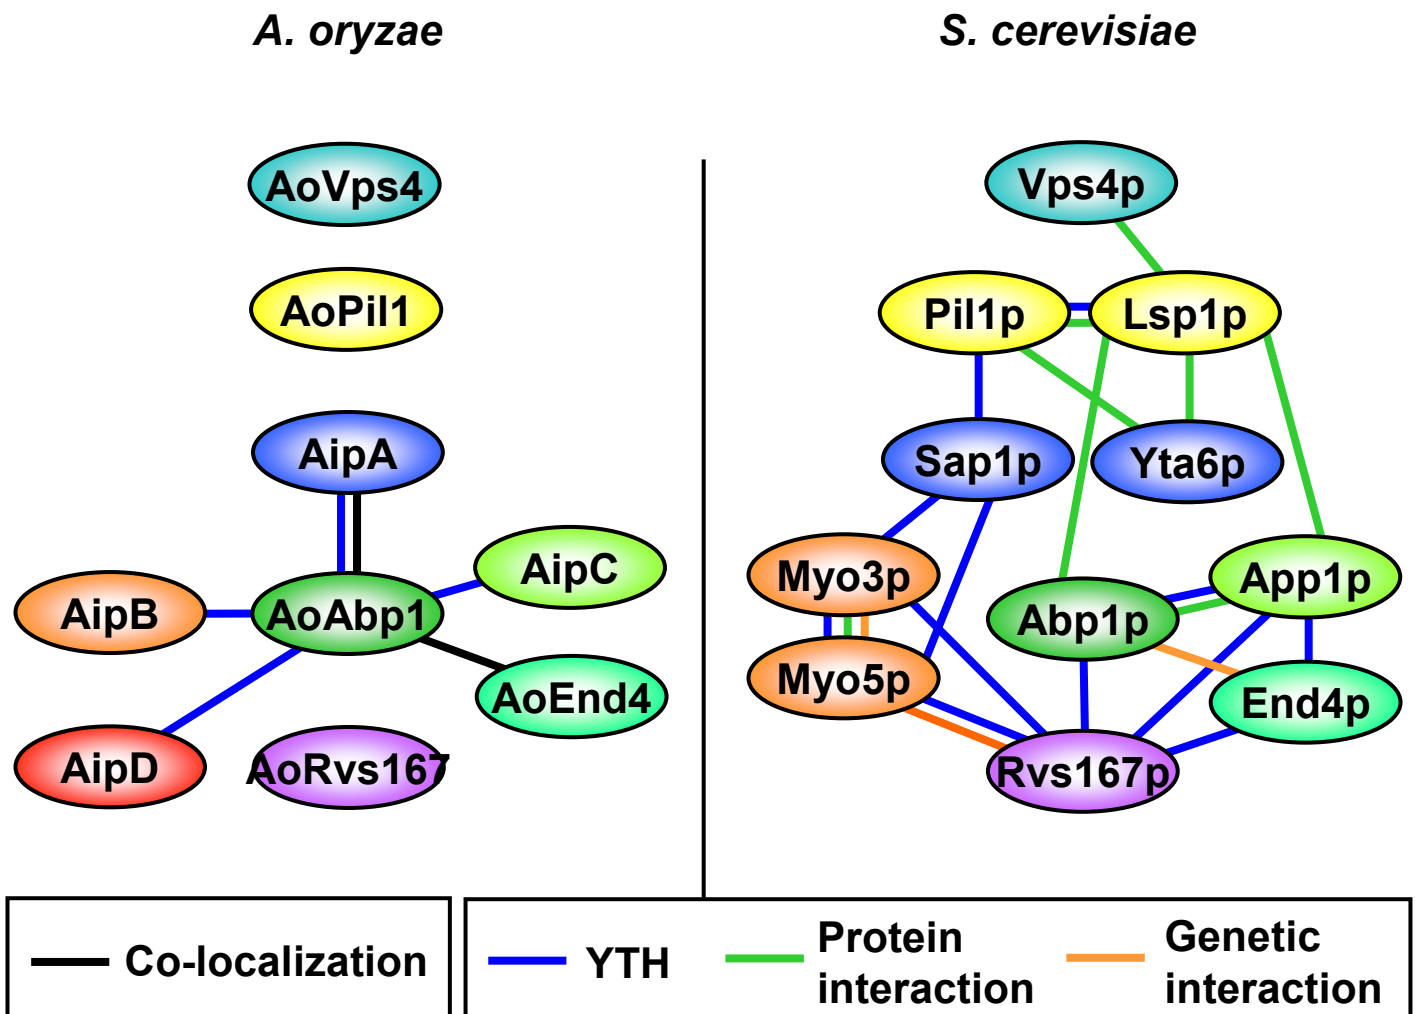 A. oryzae
S. cerevisiae
AoVps4
Vps4p
AoPil1
Pil1p
Lsp1p
AipA
Sap1p
Yta6p
AipC
Myo3p
App1p
AipB
AoAbp1
Abp1p
AoEnd4
Myo5p
End4p
AipD
AoRvs167
Rvs167p
Co-localization
YTH
Protein
interaction
Genetic
interaction